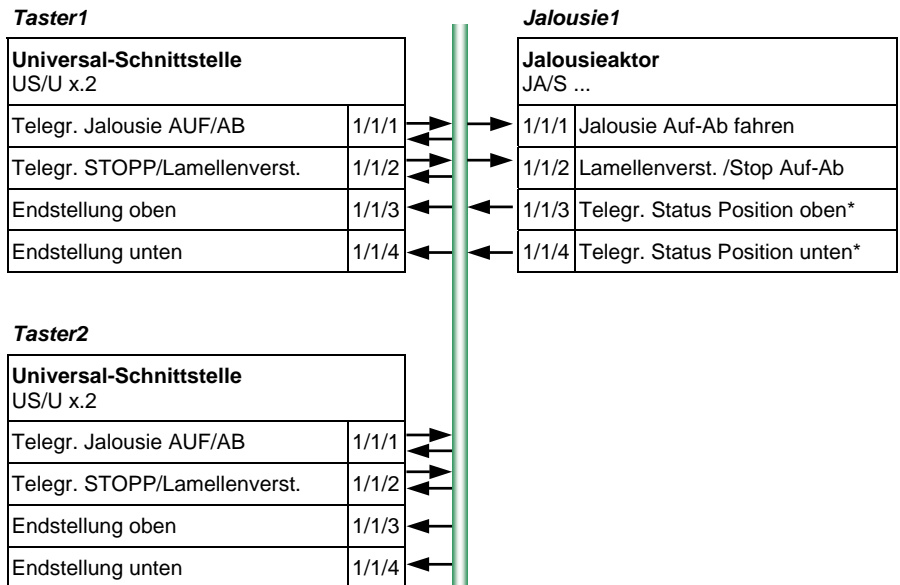 Taster1
Universal-Schnittstelle
US/U x.2
Telegr. Jalousie AUF/AB 1/1/1
Telegr. STOPP/Lamellenverst. 1/1/2
Endstellung oben 1/1/3
Endstellung unten 1/1/4
Jalousie1
Jalousieaktor
JA/S ...
1/1/1 Jalousie Auf-Ab fahren
1/1/2 Lamellenverst. /Stop Auf-Ab
1/1/3 Telegr. Status Position oben*
1/1/4 Telegr. Status Position unten*
Taster2
Universal-Schnittstelle
US/U x.2
Telegr. Jalousie AUF/AB 1/1/1
Telegr. STOPP/Lamellenverst. 1/1/2
Endstellung oben 1/1/3
Endstellung unten 1/1/4